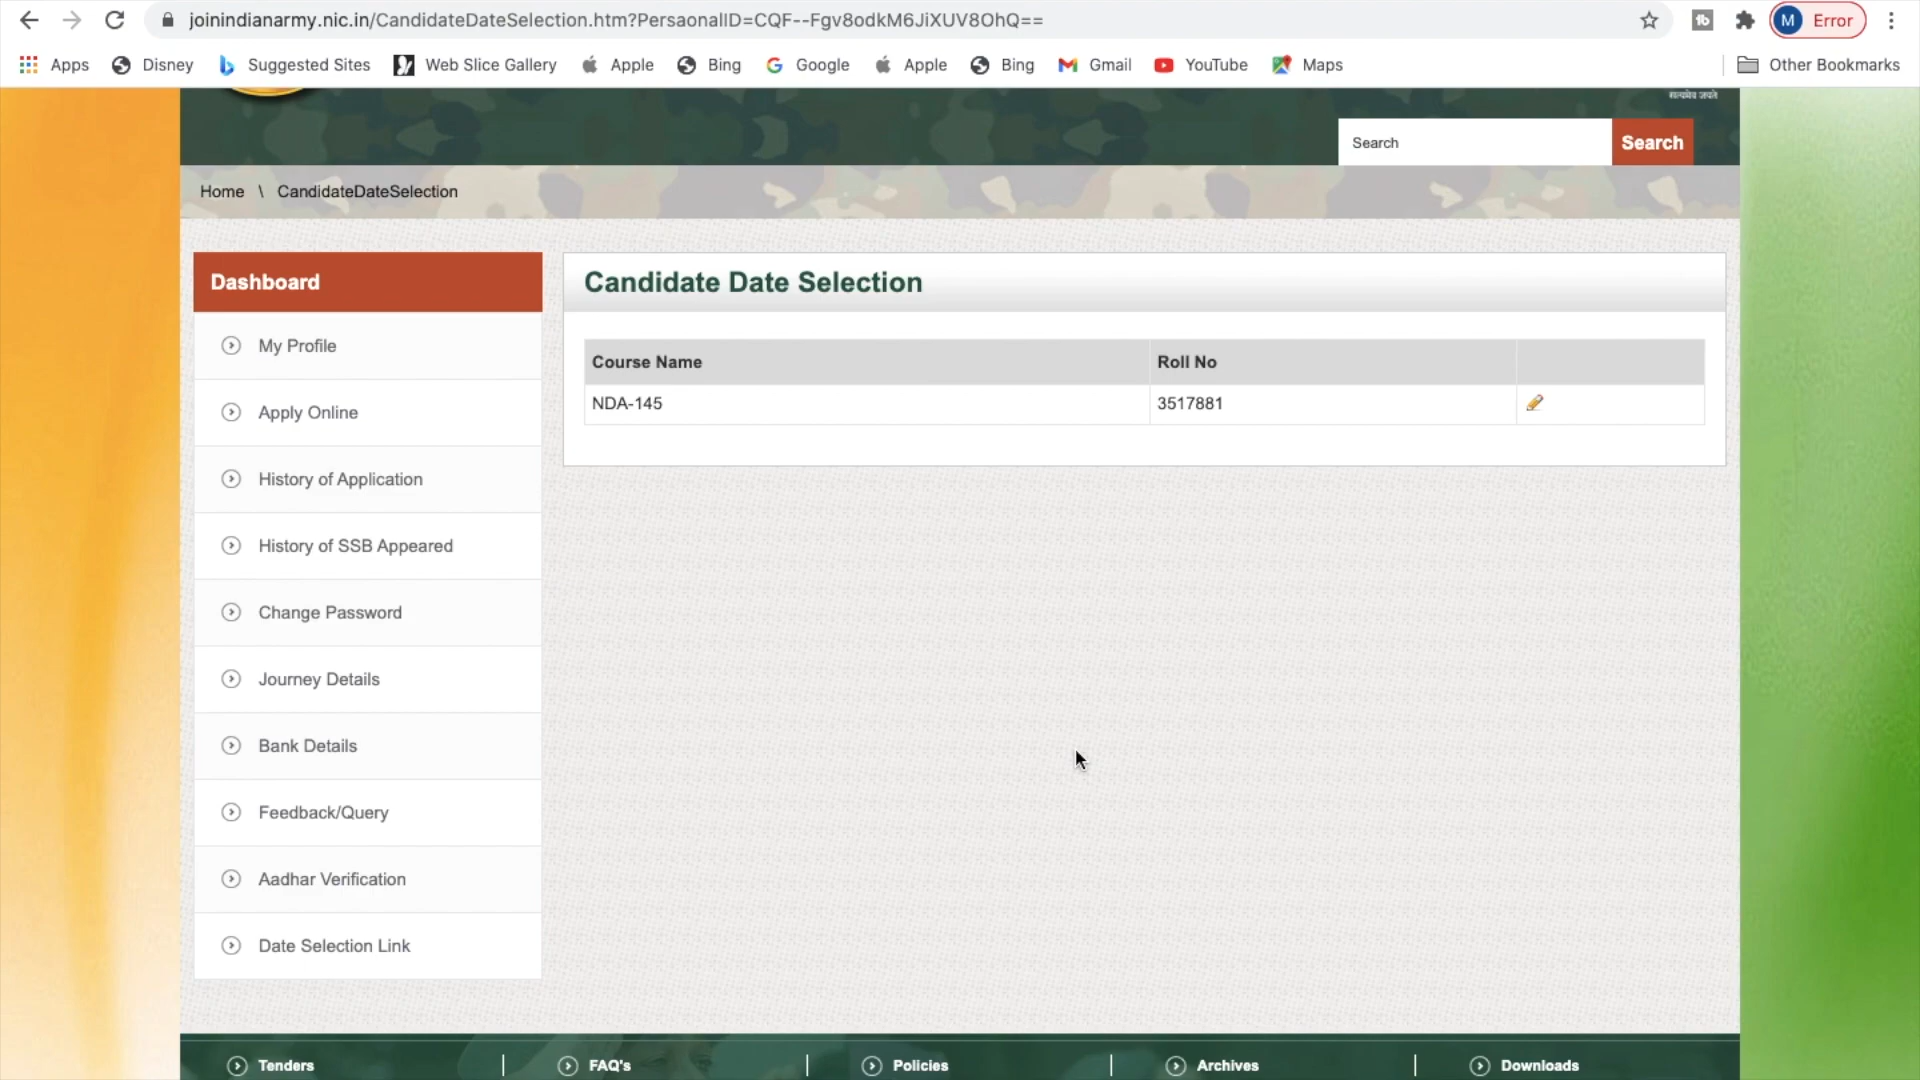 joinindianarmy.nic.in/CandidateDateSelection.htm?PersaonalID=CQF--Fgv8odkM6JiXUV8OhQ==
M Error
Apps Disney Suggested Sites Web Slice Gallery Apple Bing Google Apple Bing Gmail YouTube Maps Other Bookmarks
सत्यमेव जयते
Search Search
Home \ CandidateDateSelection
Dashboard
My Profile
Apply Online
History of Application
History of SSB Appeared
Change Password
Journey Details
Bank Details
Feedback/Query
Aadhar Verification
Date Selection Link
Candidate Date Selection
Course Name Roll No
NDA-145 3517881
Tenders FAQ's Policies Archives Downloads